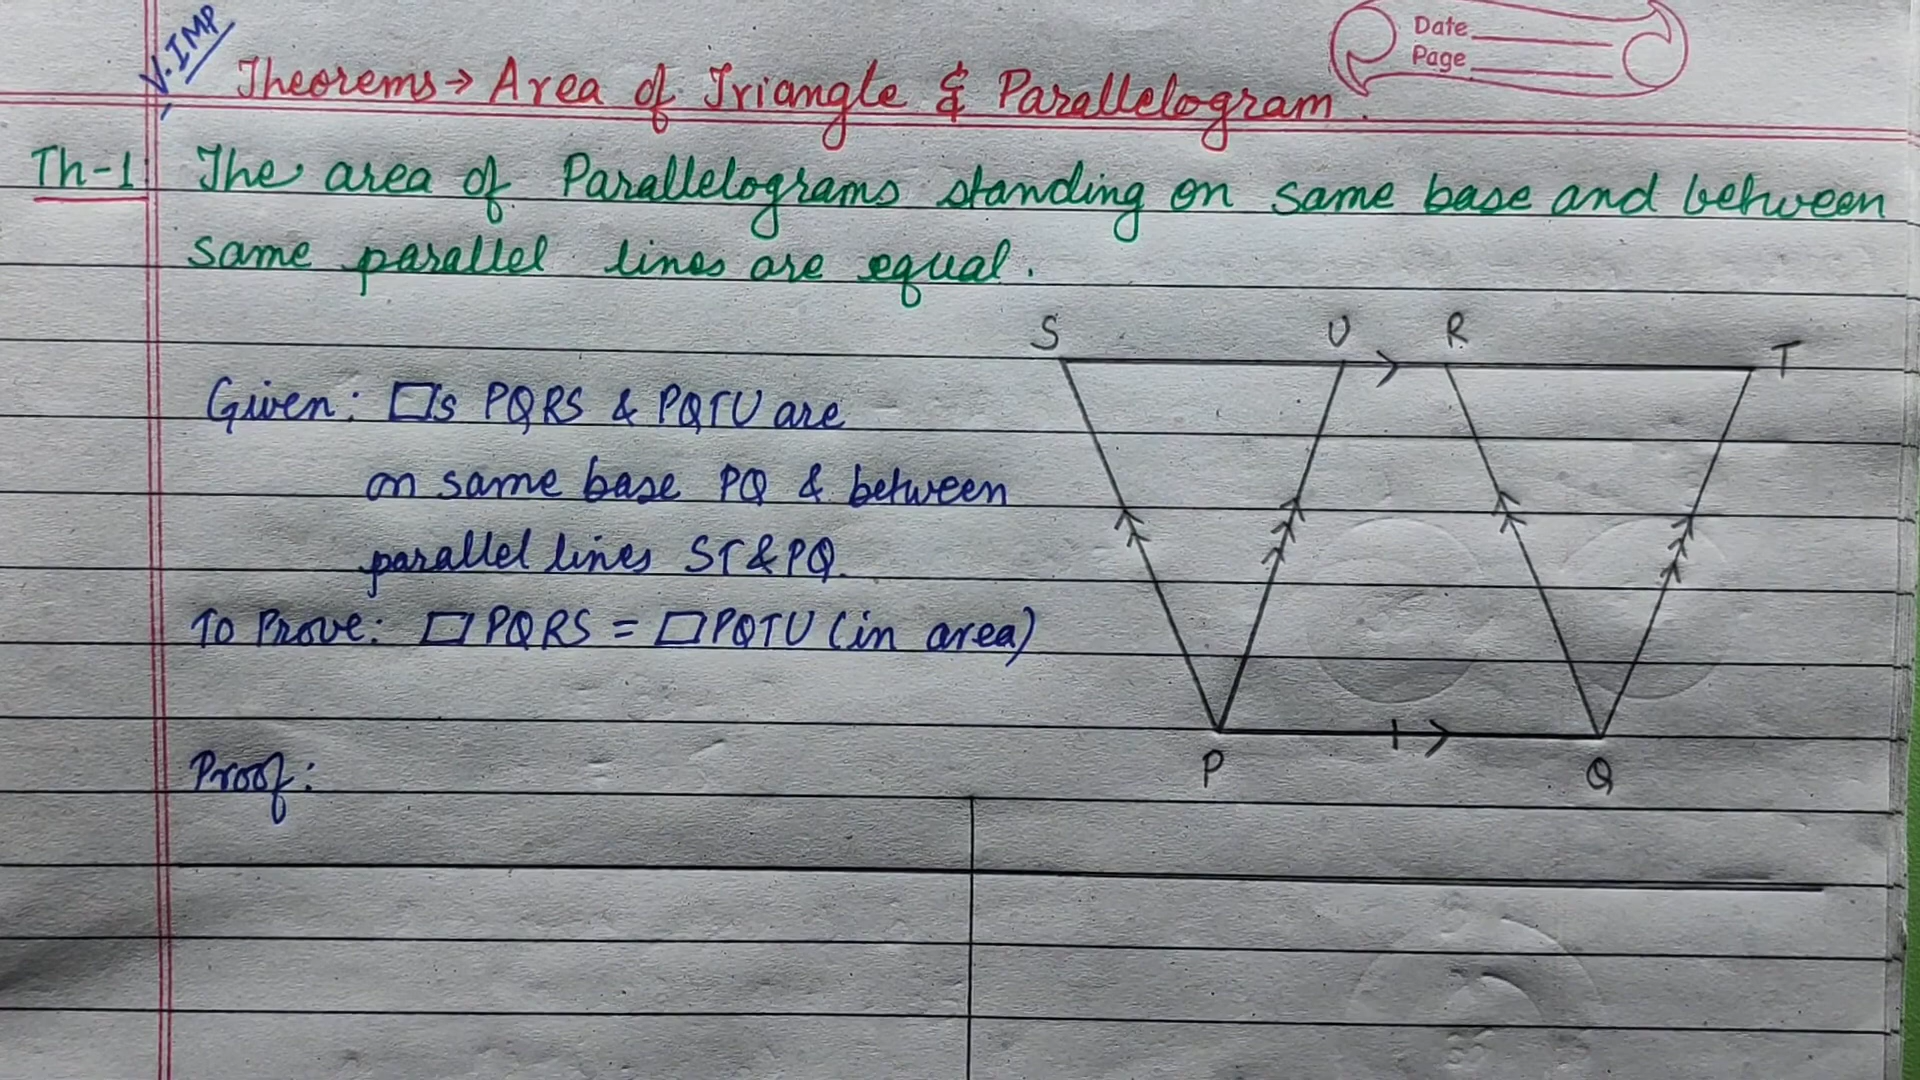 V.IMP
Date
Page
Theorems → Area of Triangle & Parallelogram.
Th-1 The area of Parallelograms standing on same base and between
same parallel lines are equal.
S U R T
Given: ▱s PQRS & PQTU are
on same base PQ & between
parallel lines ST & PQ.
To Prove: ▱PQRS = ▱PQTU (in area)
P Q
Proof: